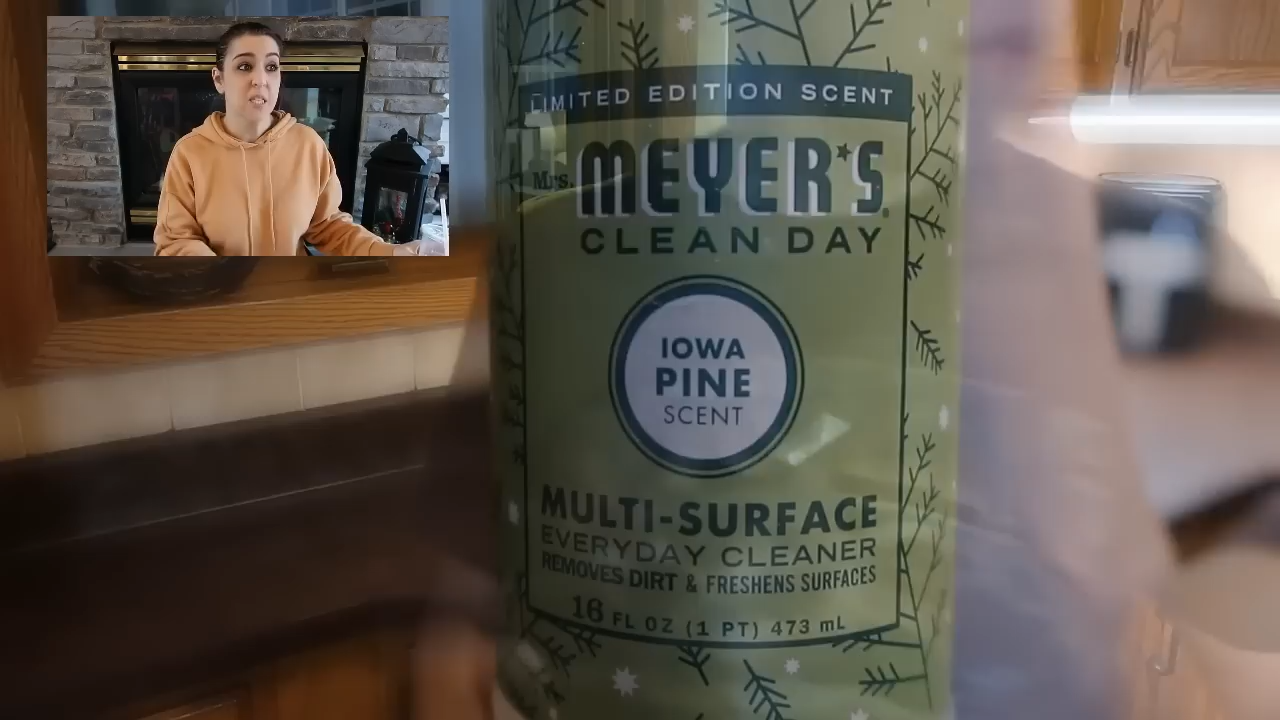 LIMITED EDITION SCENT
Mrs. MEYER'S
CLEAN DAY
IOWA
PINE
SCENT
MULTI-SURFACE
EVERYDAY CLEANER
REMOVES DIRT & FRESHENS SURFACES
16 FL OZ (1 PT) 473 mL